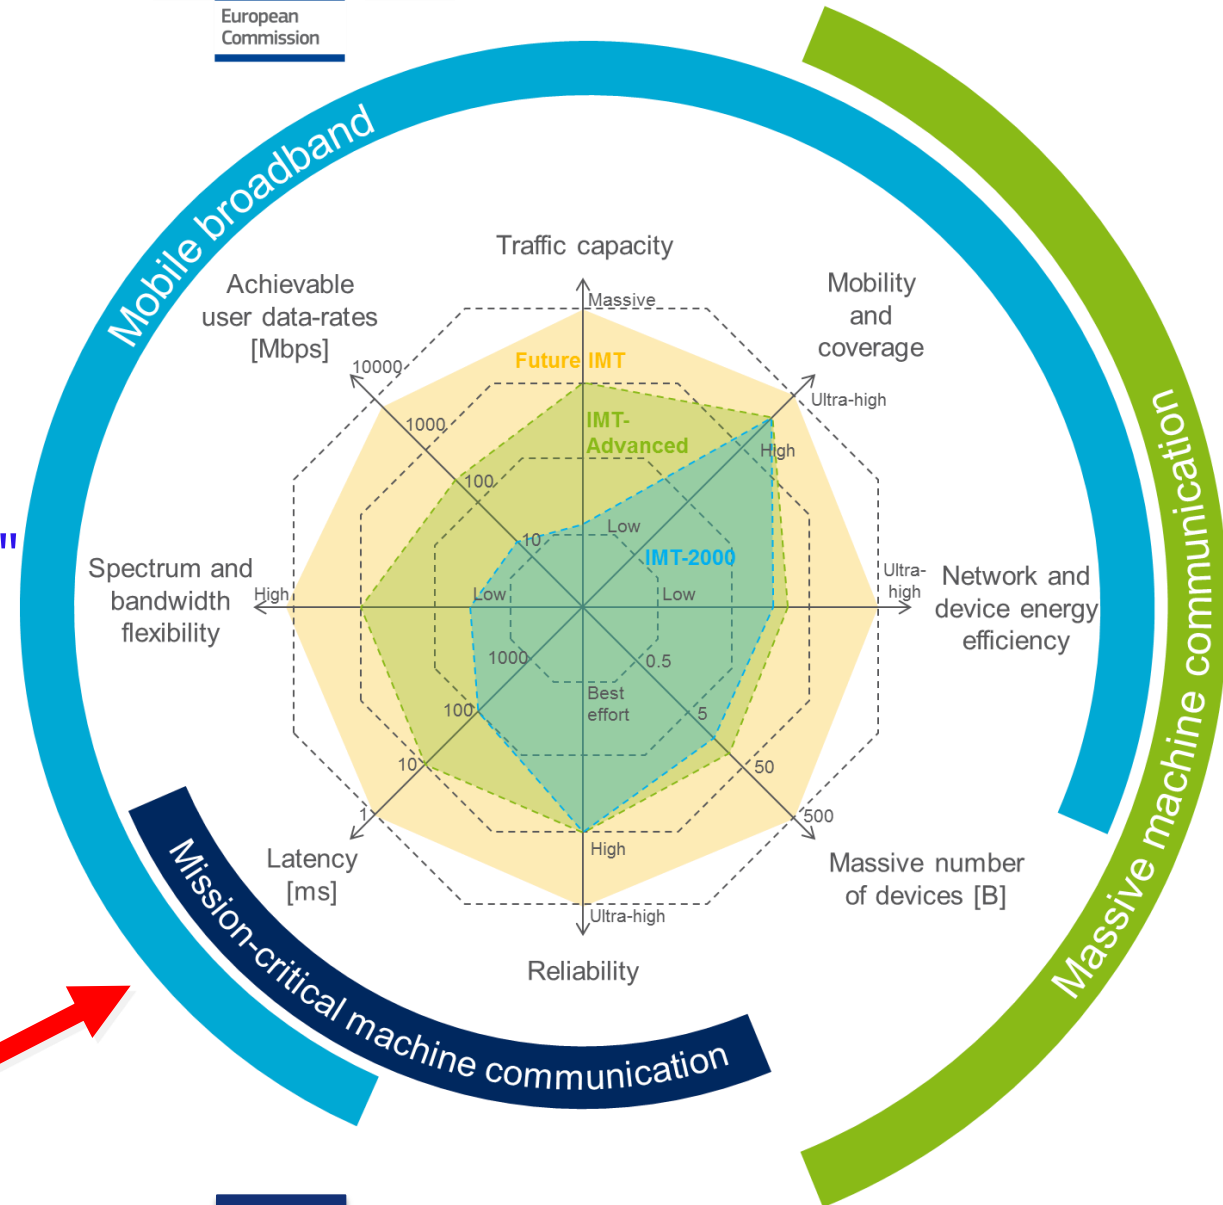 European
Commission
Mobile broadband
Massive machine communication
Mission-critical machine communication
"
Traffic capacity
Massive
Achievable
user data-rates
[Mbps]
10000
1000
100
10
Mobility
and
coverage
Ultra-high
High
Future IMT
IMT-
Advanced
IMT-2000
Low
Spectrum and
bandwidth
flexibility
High
Low
Low
Ultra-
high
Network and
device energy
efficiency
1000
100
10
1
Latency
[ms]
Best
effort
High
Ultra-high
Reliability
0.5
5
50
500
Massive number
of devices [B]